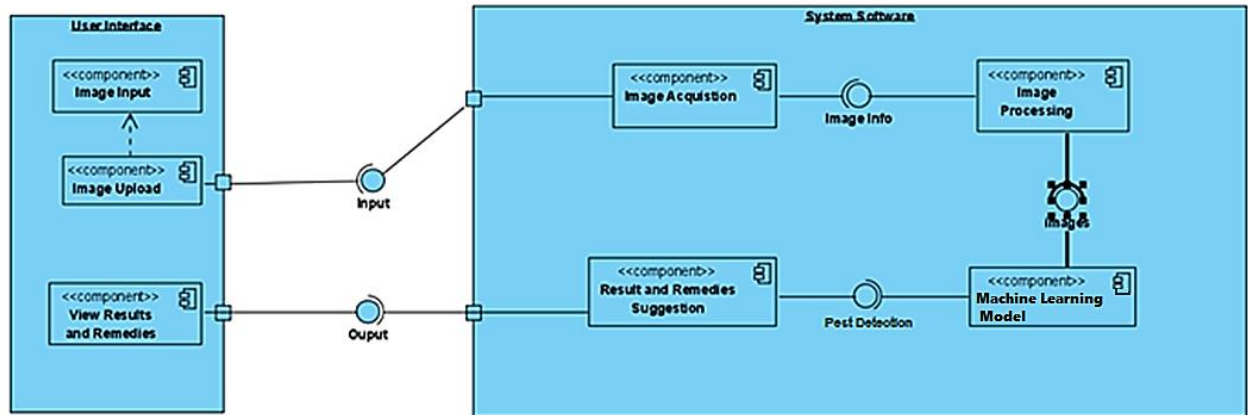 User Interface
<<component>>
Image Input
<<component>>
Image Upload
<<component>>
View Results
and Remedies
Input
Ouput
System Software
<<component>>
Image Acquistion
Image Info
<<component>>
Image
Processing
Images
<<component>>
Result and Remedies
Suggestion
Pest Detection
<<component>>
Machine Learning
Model